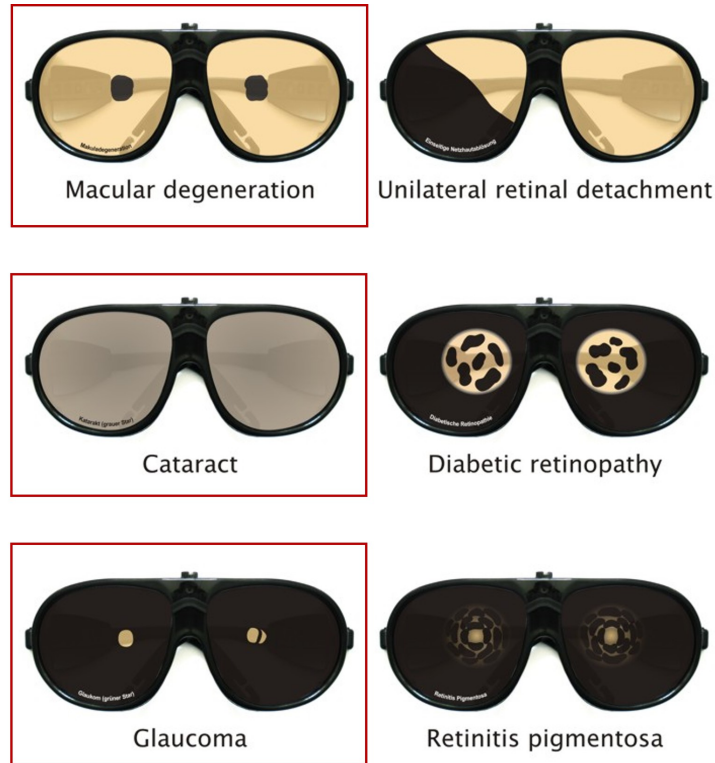 Makuladegeneration
Einseitige Netzhautablösung
Macular degeneration
Unilateral retinal detachment
Katarakt (grauer Star)
Diabetische Retinopathie
Cataract
Diabetic retinopathy
Glaukom (grüner Star)
Retinitis Pigmentosa
Glaucoma
Retinitis pigmentosa